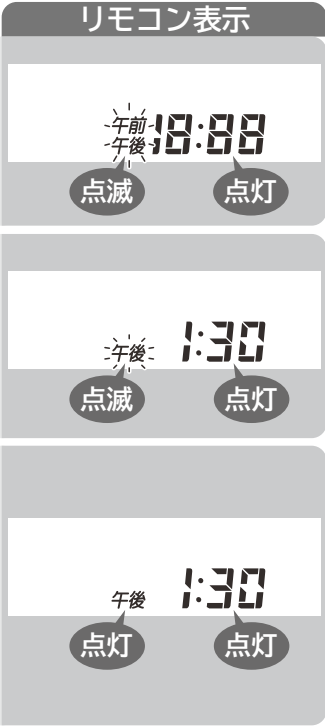 リモコン表示
午前
午後
18:88
点滅 点灯
午後 1:30
点滅 点灯
午後 1:30
点灯 点灯